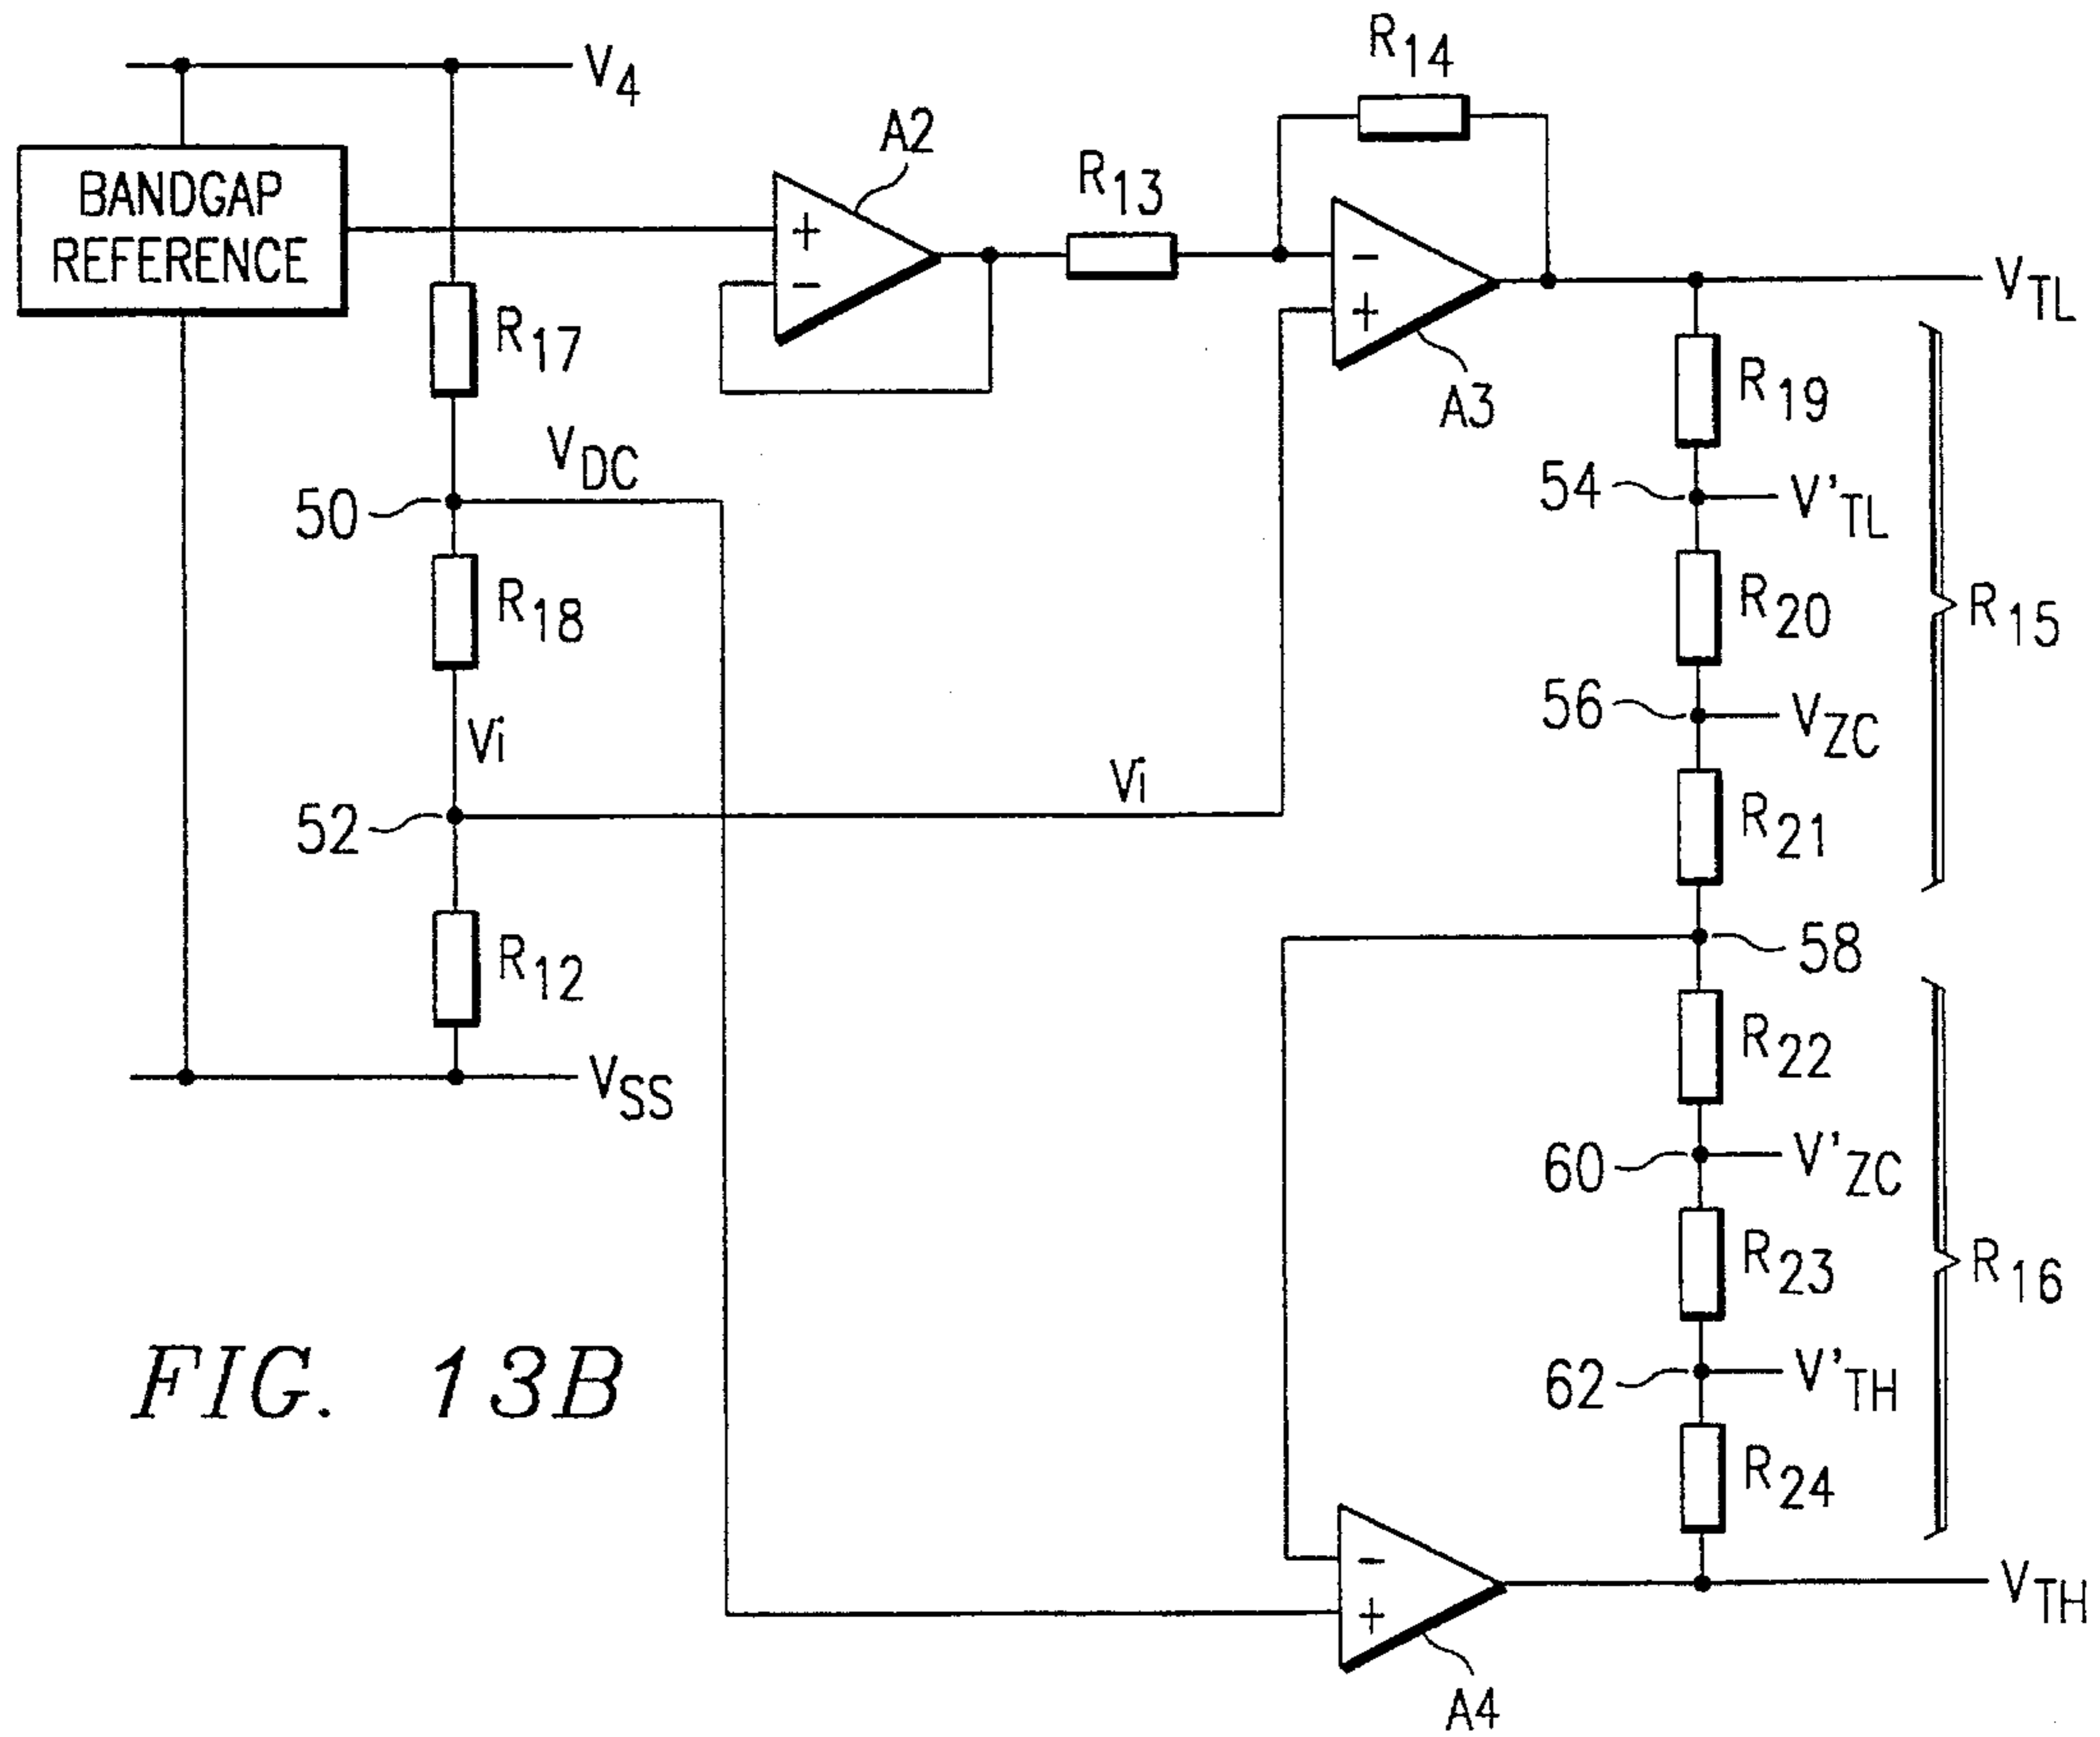 V4
BANDGAP
REFERENCE
A2
R13
R14
A3
VTL
R17
VDC
50
R18
Vi
52
Vi
R12
VSS
R19
54
V'TL
R20
56
VZC
R21
R15
58
R22
60
V'ZC
R23
62
V'TH
R24
R16
VTH
A4
FIG. 13B